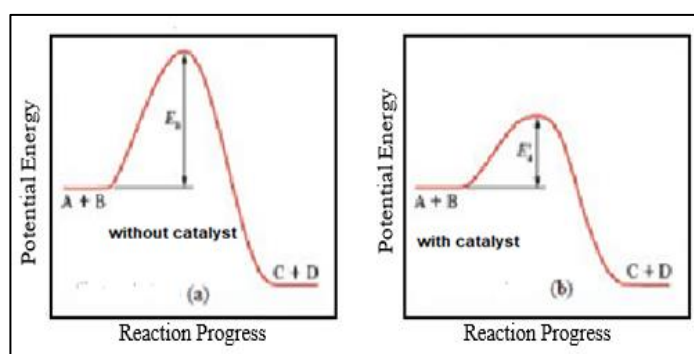 Potential Energy
Eₐ
A + B
without catalyst
C + D
(a)
Reaction Progress
Potential Energy
E'ₐ
A + B
with catalyst
C + D
(b)
Reaction Progress